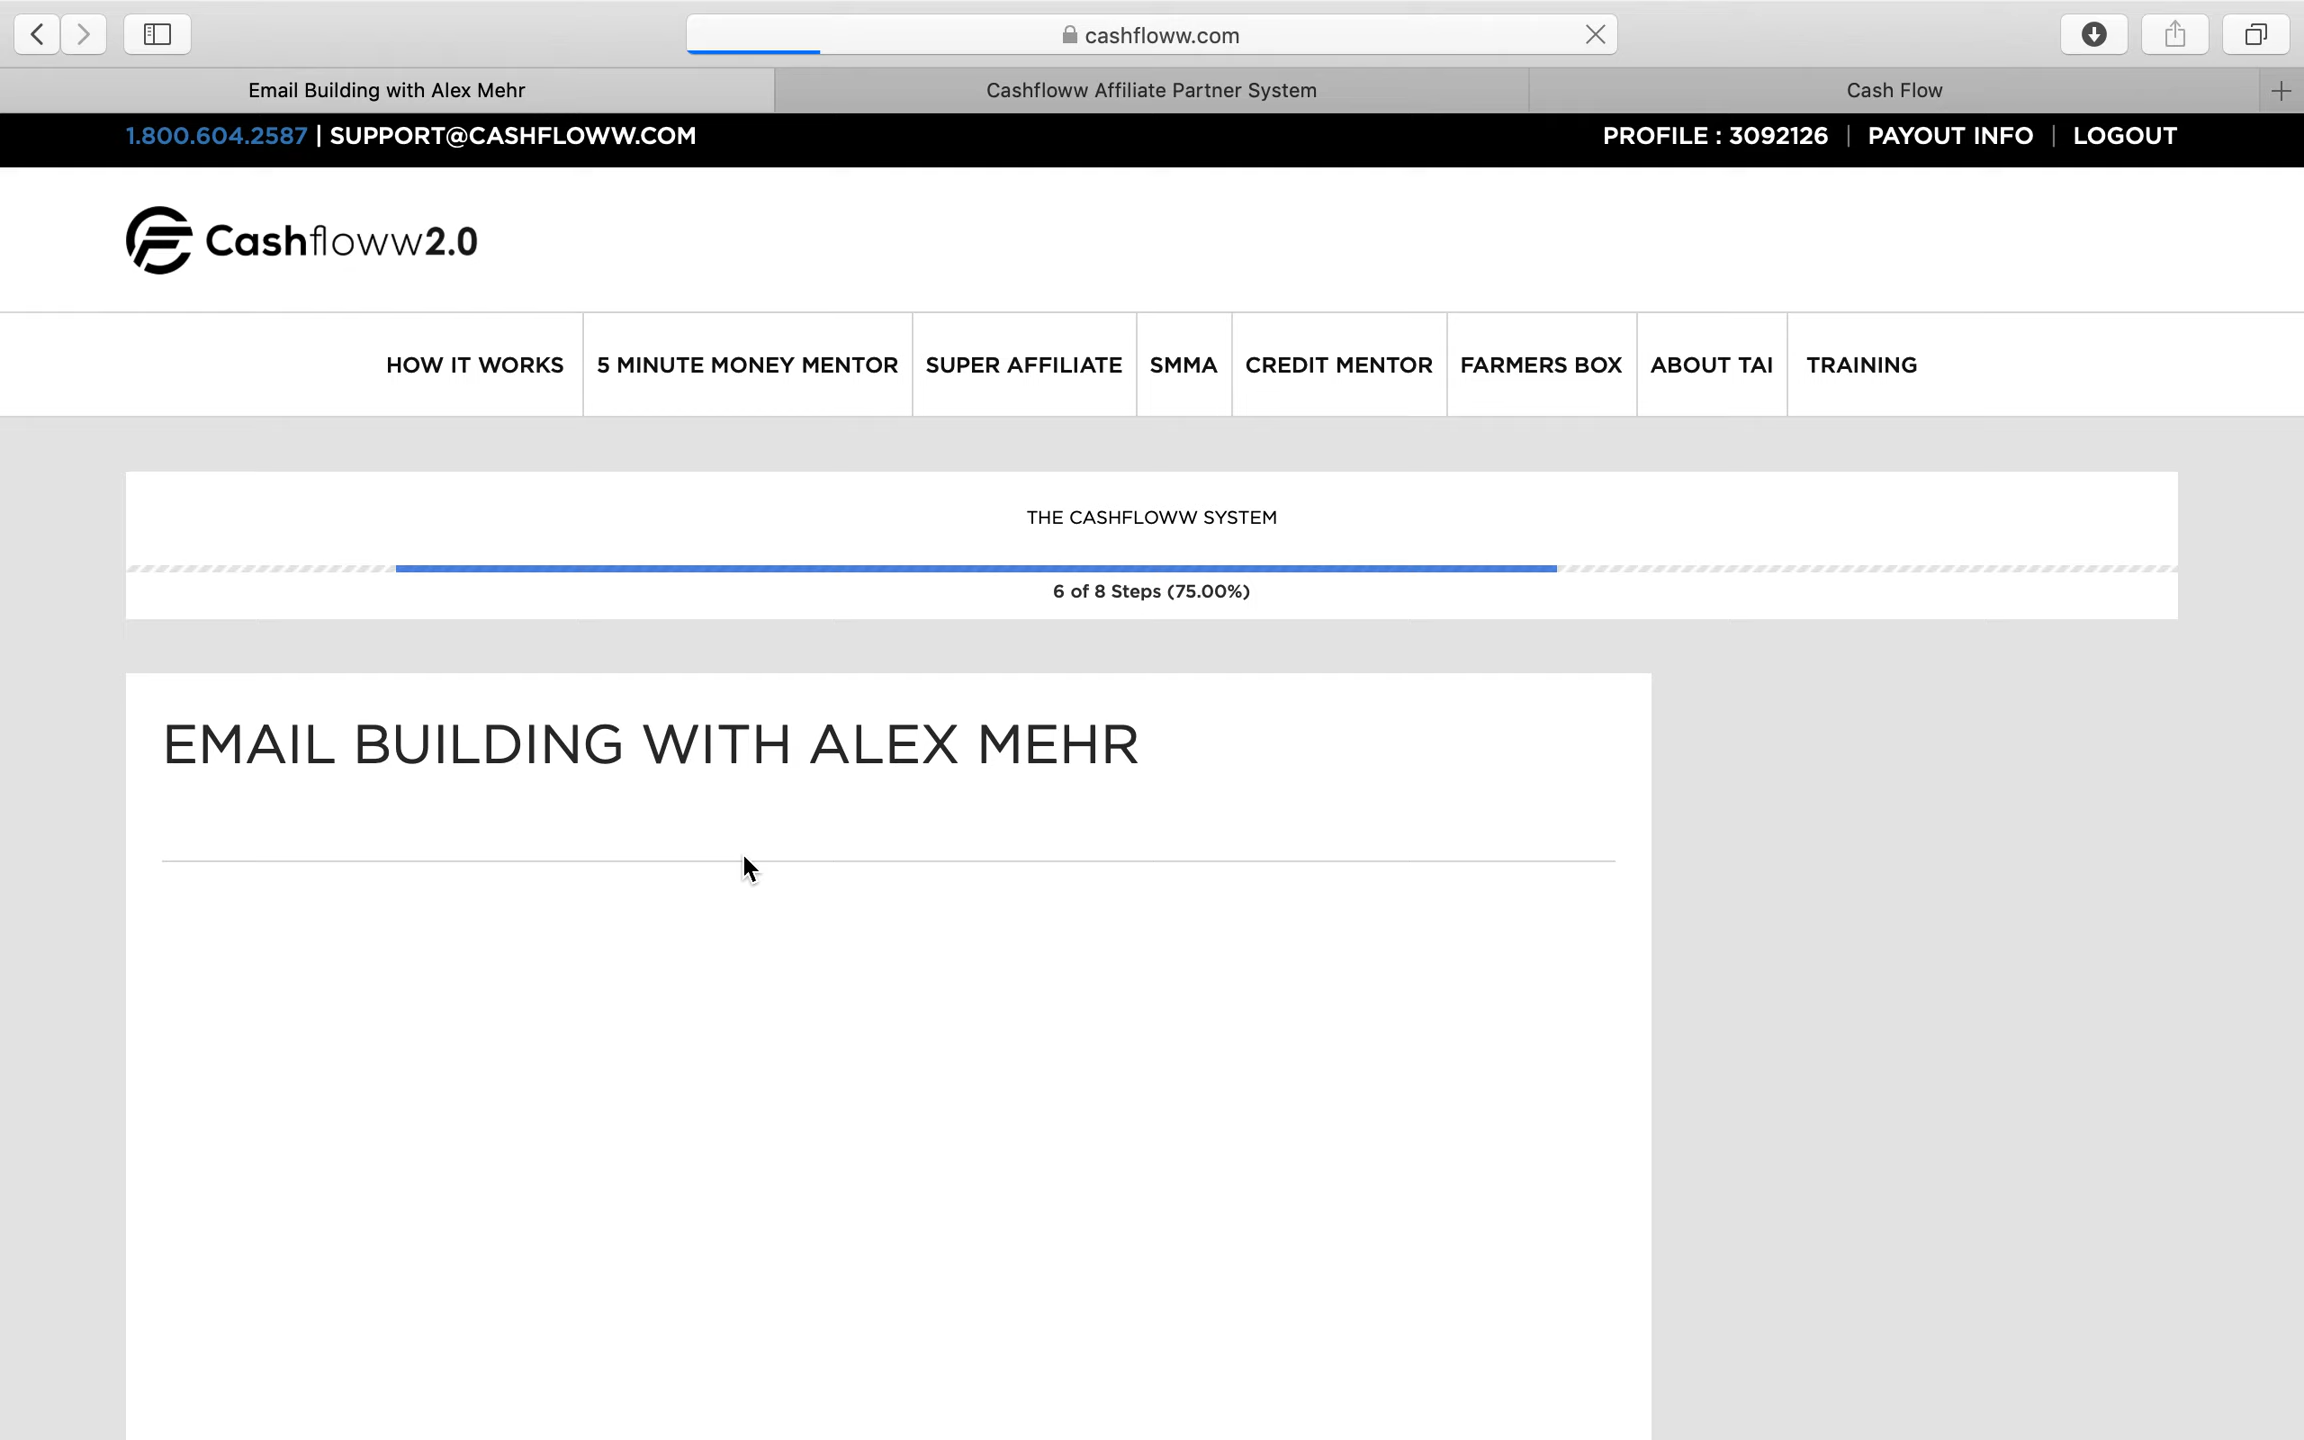 cashfloww.com
Email Building with Alex Mehr
Cashfloww Affiliate Partner System
Cash Flow
1.800.604.2587 | SUPPORT@CASHFLOWW.COM
PROFILE : 3092126 | PAYOUT INFO | LOGOUT
Cashfloww2.0
HOW IT WORKS
5 MINUTE MONEY MENTOR
SUPER AFFILIATE
SMMA
CREDIT MENTOR
FARMERS BOX
ABOUT TAI
TRAINING
THE CASHFLOWW SYSTEM
6 of 8 Steps (75.00%)
EMAIL BUILDING WITH ALEX MEHR